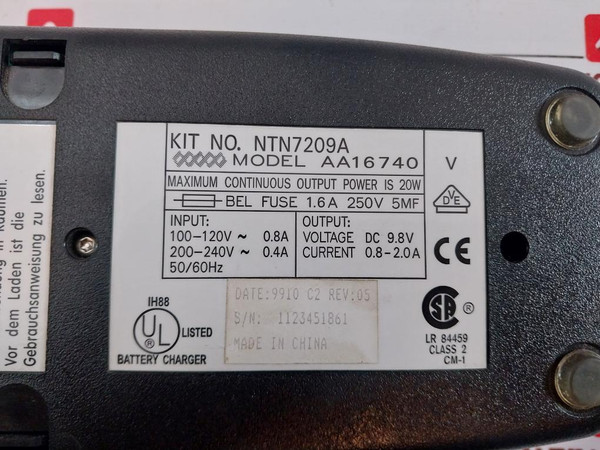 KIT NO. NTN7209A
MODEL AA16740
V
MAXIMUM CONTINUOUS OUTPUT POWER IS 20W
BEL FUSE 1.6A 250V 5MF
INPUT:
100-120V ~ 0.8A
200-240V ~ 0.4A
50/60Hz
OUTPUT:
VOLTAGE DC 9.8V
CURRENT 0.8-2.0A
VDE
CE
IH88
UL ® LISTED
BATTERY CHARGER
DATE:9910 C2 REV:05
S/N: 1123451861
MADE IN CHINA
SA ®
LR 84459
CLASS 2
CM-1
Vor dem Laden ist die
Gebrauchsanweisung zu lesen.